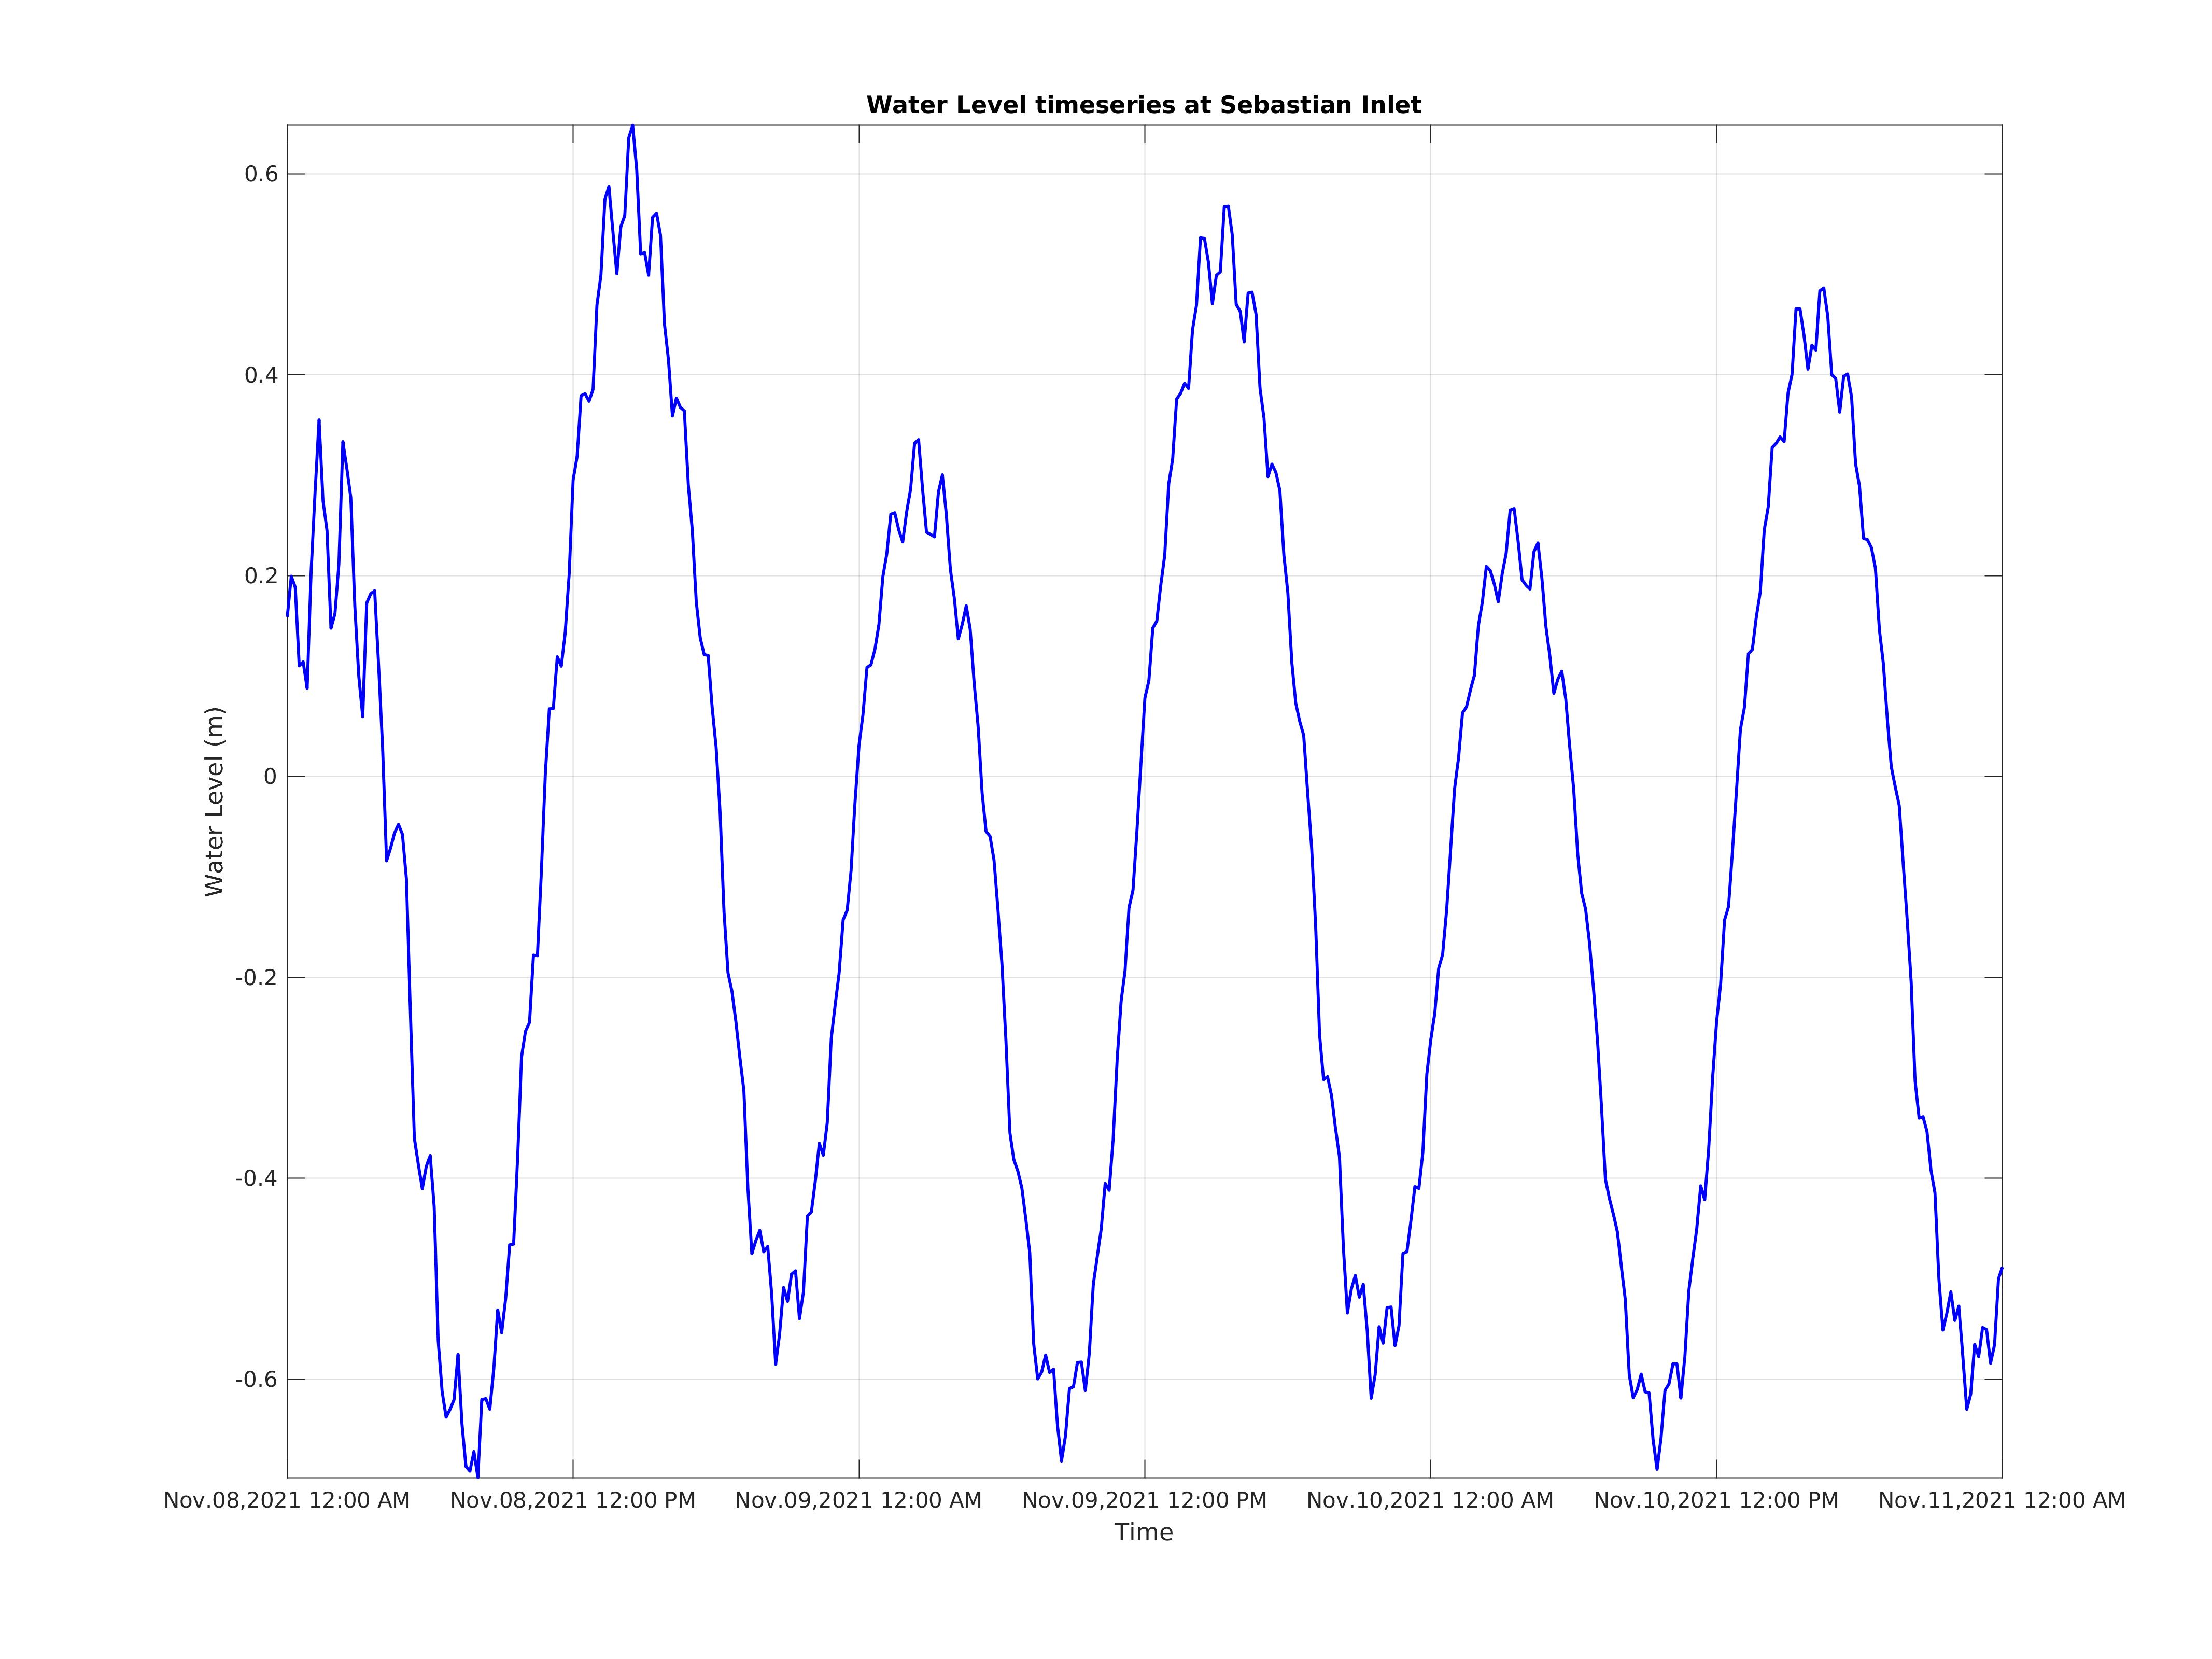 Water Level timeseries at Sebastian Inlet
0.6
0.4
0.2
0
-0.2
-0.4
-0.6
Water Level (m)
Nov.08,2021 12:00 AM Nov.08,2021 12:00 PM Nov.09,2021 12:00 AM Nov.09,2021 12:00 PM Nov.10,2021 12:00 AM Nov.10,2021 12:00 PM Nov.11,2021 12:00 AM
Time